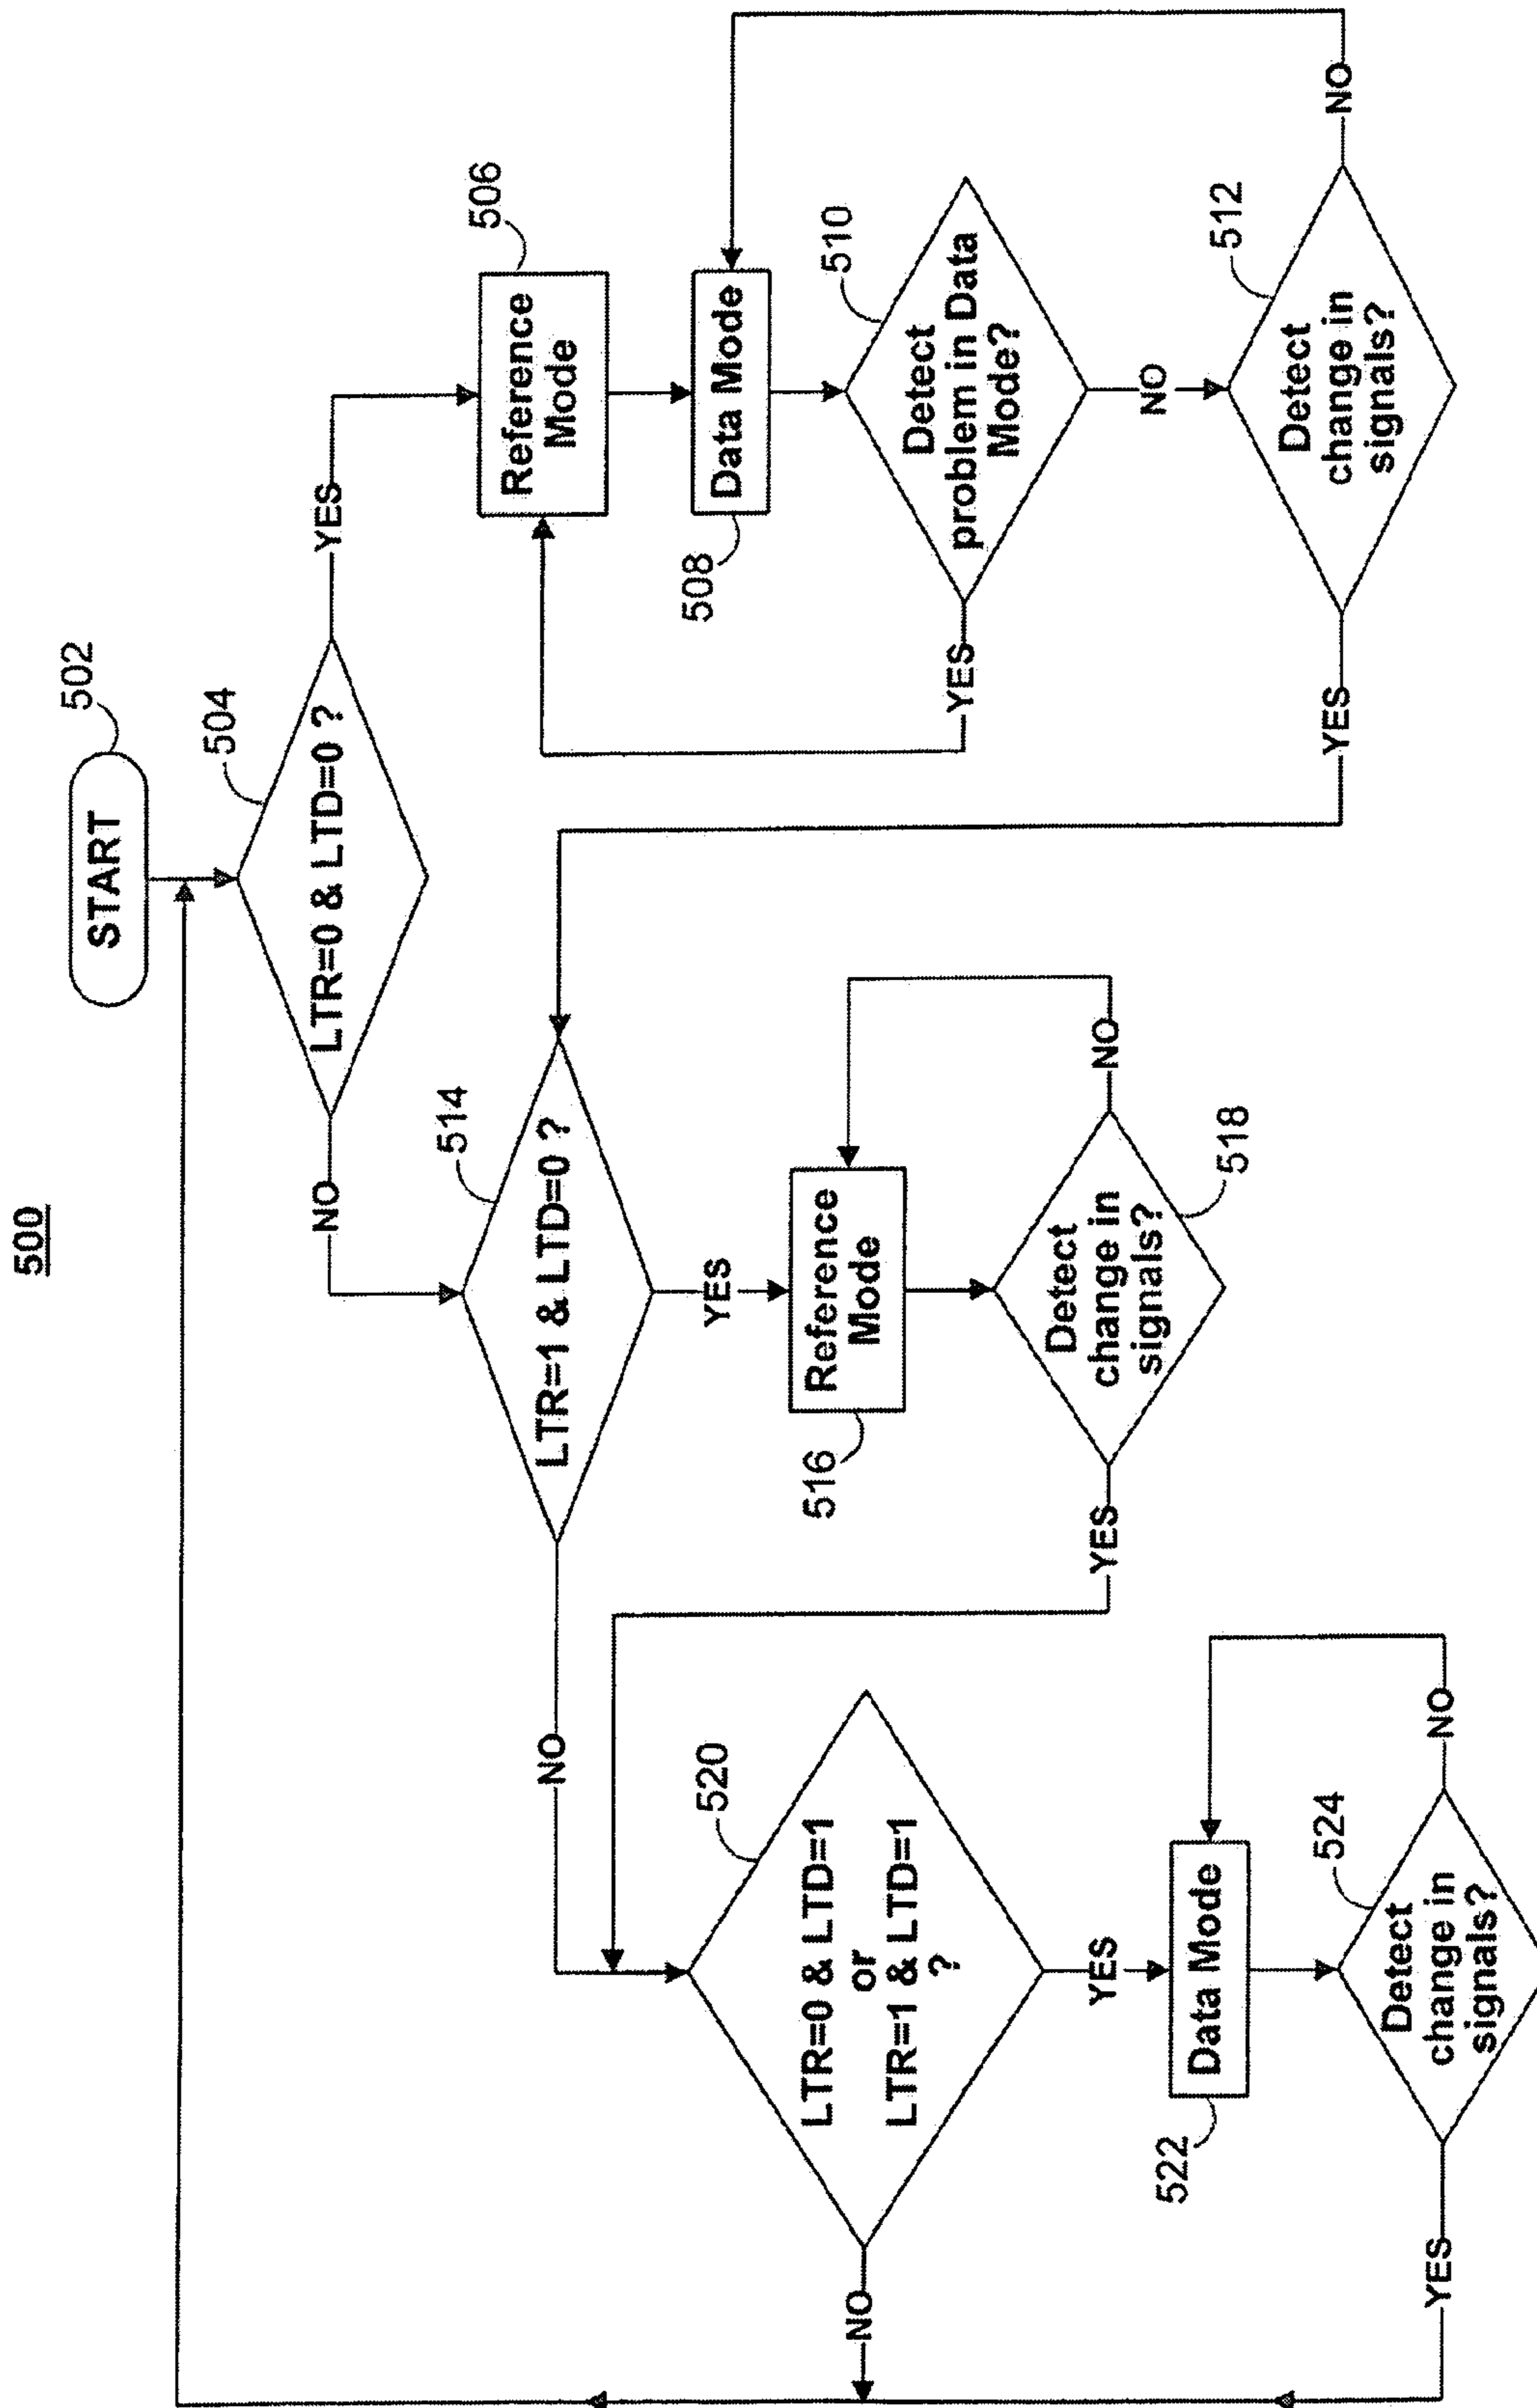 500
START
502
LTR=0 & LTD=0 ?
504
YES
NO
Reference
Mode
506
Data Mode
508
Detect
problem in Data
Mode?
510
YES
NO
Detect
change in
signals?
512
YES
NO
LTR=1 & LTD=0 ?
514
NO
YES
Reference
Mode
516
Detect
change in
signals?
518
YES
NO
LTR=0 & LTD=1
or
LTR=1 & LTD=1
?
520
NO
YES
Data Mode
522
Detect
change in
signals?
524
YES
NO